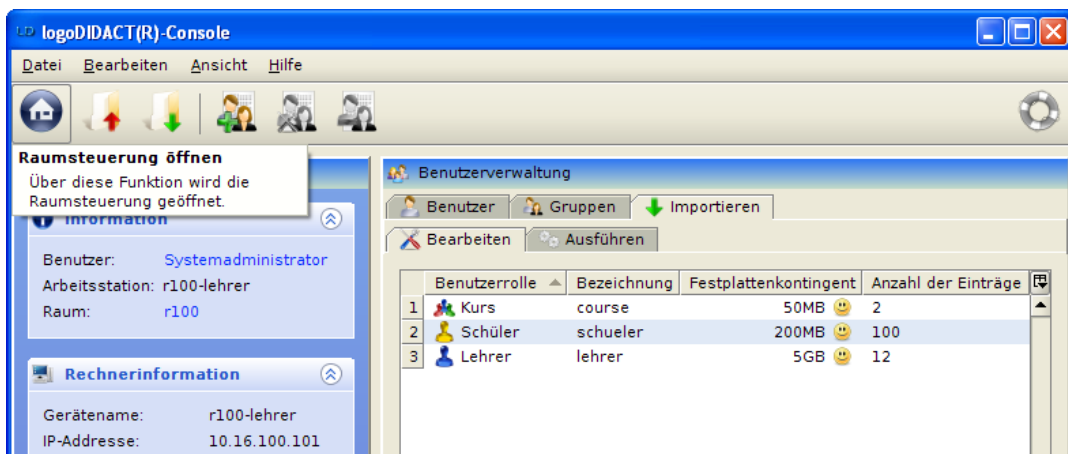 LD logoDIDACT(R)-Console
Datei Bearbeiten Ansicht Hilfe
Raumsteuerung öffnen
Über diese Funktion wird die
Raumsteuerung geöffnet.
Information
Benutzer: Systemadministrator
Arbeitsstation: r100-lehrer
Raum: r100
Rechnerinformation
Gerätename: r100-lehrer
IP-Addresse: 10.16.100.101
Benutzerverwaltung
Benutzer Gruppen Importieren
Bearbeiten Ausführen
Benutzerrolle Bezeichnung Festplattenkontingent Anzahl der Einträge
1 Kurs course 50MB 2
2 Schüler schueler 200MB 100
3 Lehrer lehrer 5GB 12